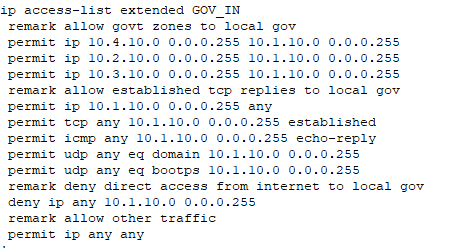 ip access-list extended GOV_IN
remark allow govt zones to local gov
permit ip 10.4.10.0 0.0.0.255 10.1.10.0 0.0.0.255
permit ip 10.2.10.0 0.0.0.255 10.1.10.0 0.0.0.255
permit ip 10.3.10.0 0.0.0.255 10.1.10.0 0.0.0.255
remark allow established tcp replies to local gov
permit ip 10.1.10.0 0.0.0.255 any
permit tcp any 10.1.10.0 0.0.0.255 established
permit icmp any 10.1.10.0 0.0.0.255 echo-reply
permit udp any eq domain 10.1.10.0 0.0.0.255
permit udp any eq bootps 10.1.10.0 0.0.0.255
remark deny direct access from internet to local gov
deny ip any 10.1.10.0 0.0.0.255
remark allow other traffic
permit ip any any